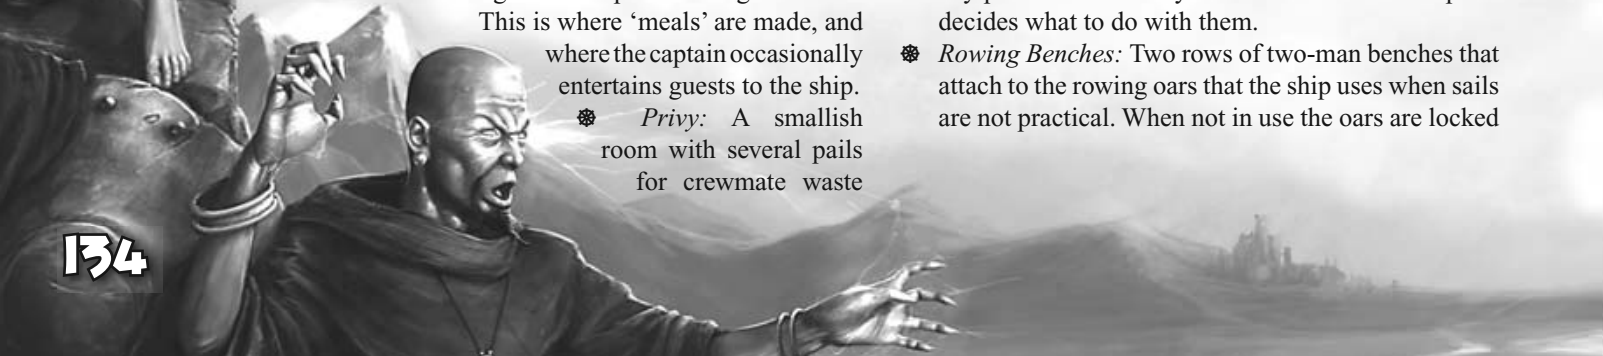 This is where ‘meals’ are made, and
where the captain occasionally
entertains guests to the ship.
Privy: A smallish
room with several pails
for crewmate waste
decides what to do with them.
Rowing Benches: Two rows of two-man benches that
attach to the rowing oars that the ship uses when sails
are not practical. When not in use the oars are locked
134